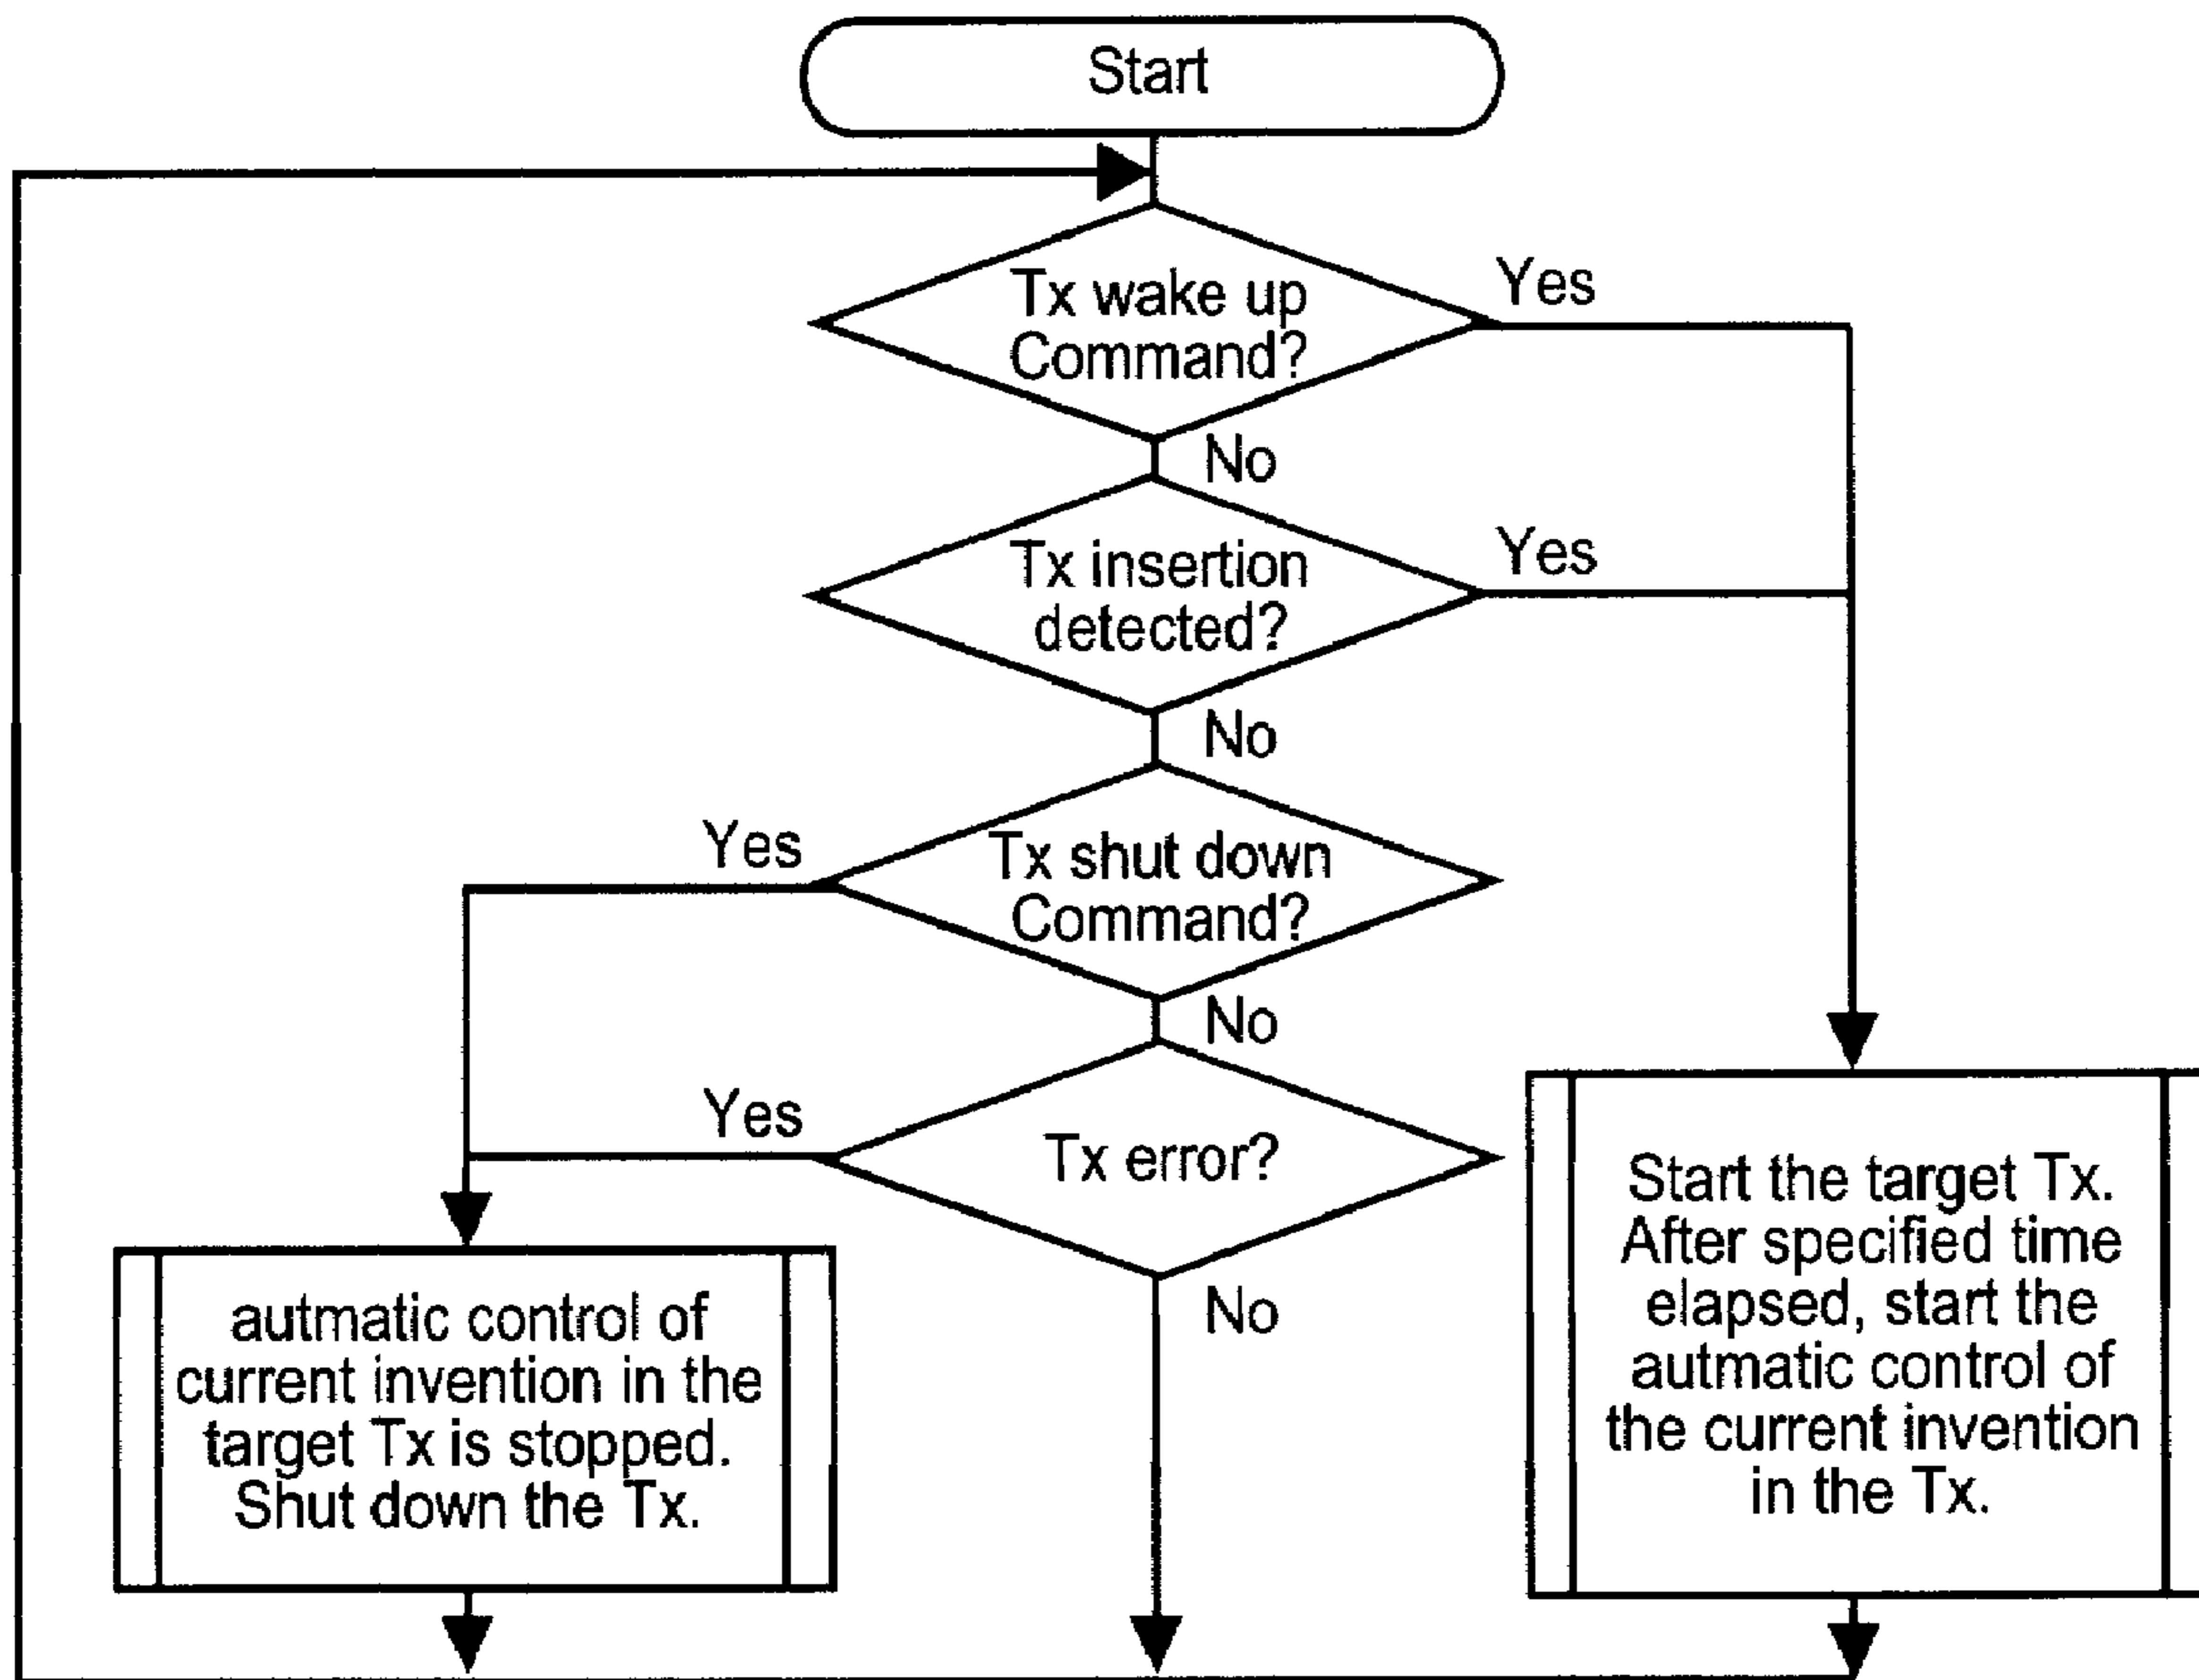 Start
Tx wake up
Command?
Yes
No
Tx insertion
detected?
Yes
No
Tx shut down
Command?
Yes
No
Tx error?
Yes
No
autmatic control of
current invention in the
target Tx is stopped.
Shut down the Tx.
Start the target Tx.
After specified time
elapsed, start the
autmatic control of
the current invention
in the Tx.